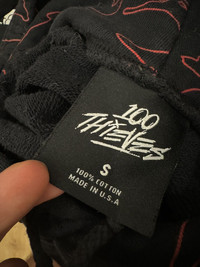 100
THIEVES
S
100% COTTON
MADE IN U.S.A